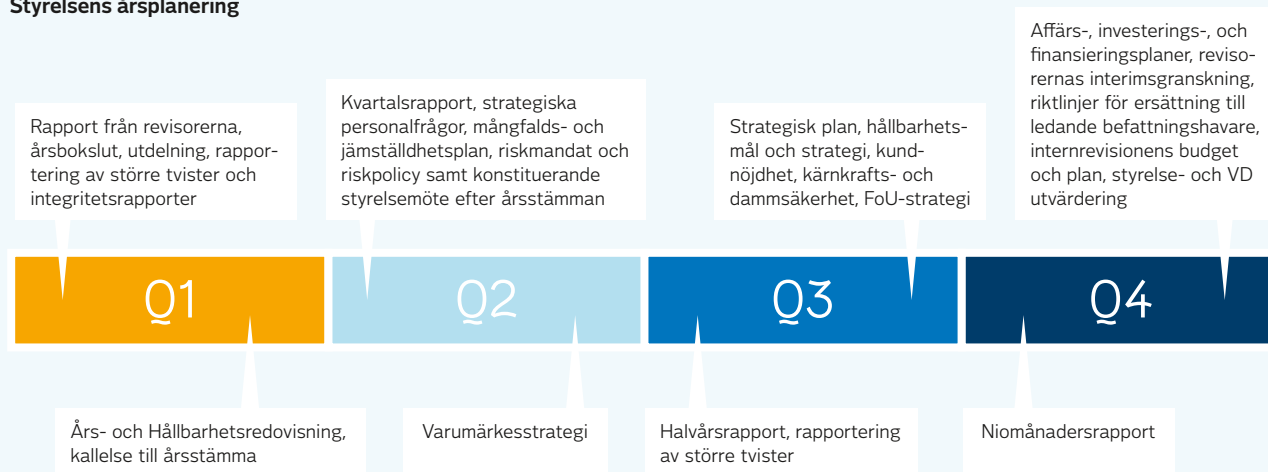 Styrelsens årsplanering
Rapport från revisorerna,
årsbokslut, utdelning, rappor-
tering av större tvister och
integritetsrapporter
Kvartalsrapport, strategiska
personalfrågor, mångfalds- och
jämställdhetsplan, riskmandat och
riskpolicy samt konstituerande
styrelsemöte efter årsstämman
Strategisk plan, hållbarhets-
mål och strategi, kund-
nöjdhet, kärnkrafts- och
dammsäkerhet, FoU-strategi
Affärs-, investerings-, och
finansieringsplaner, reviso-
rernas interimsgranskning,
riktlinjer för ersättning till
ledande befattningshavare,
internrevisionens budget
och plan, styrelse- och VD
utvärdering
Q1
Q2
Q3
Q4
Års- och Hållbarhetsredovisning,
kallelse till årsstämma
Varumärkesstrategi
Halvårsrapport, rapportering
av större tvister
Niomånadersrapport